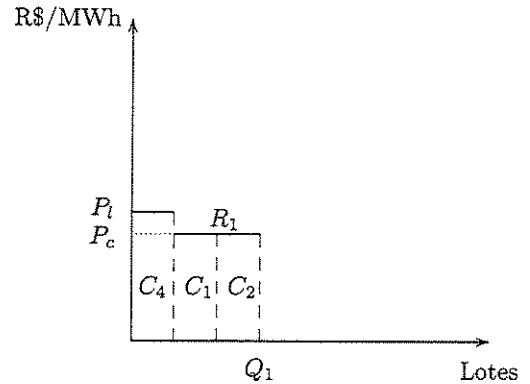 R$/MWh
P_l
R_1
P_c
C_4 C_1 C_2
Q_1 Lotes